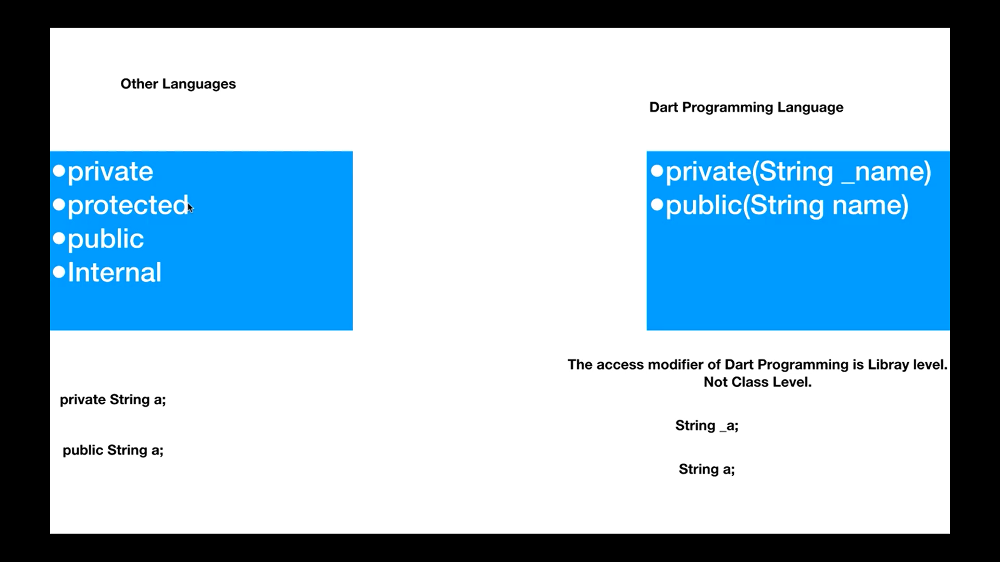 Other Languages
•private
•protected
•public
•Internal
private String a;
public String a;
Dart Programming Language
•private(String _name)
•public(String name)
The access modifier of Dart Programming is Libray level.
Not Class Level.
String _a;
String a;